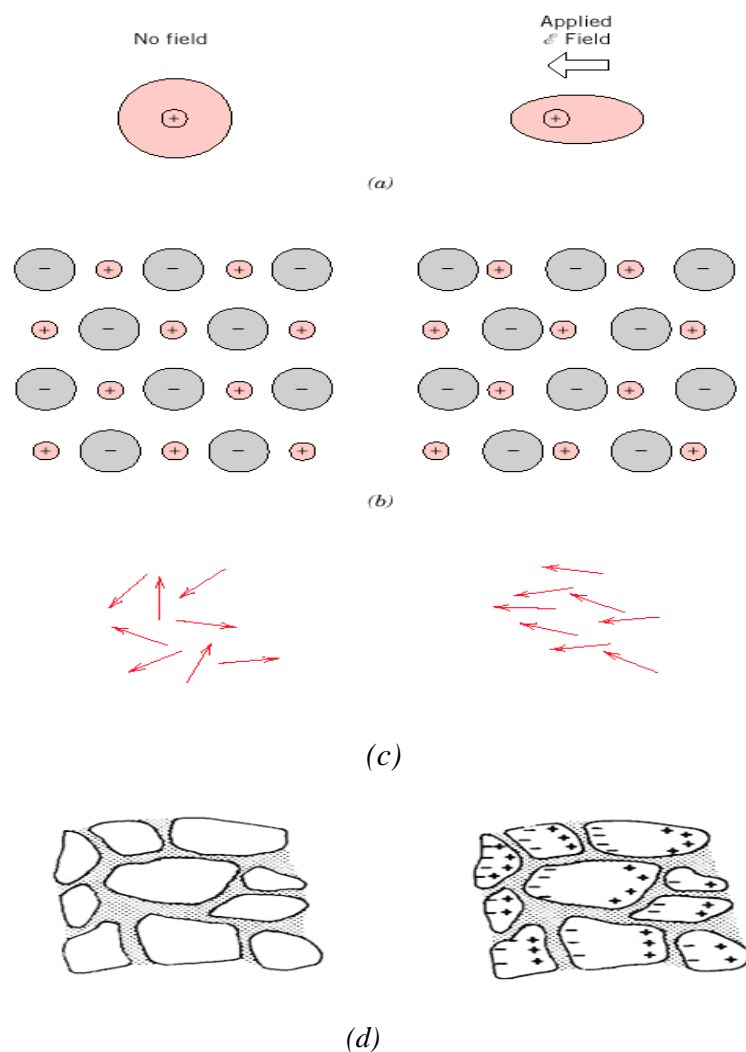 No field
Applied
ℰ Field
+
+
(a)
− + − + −
− + − + −
+ − + − +
+ − + − +
− + − + −
− + − + −
+ − + − +
+ − + − +
(b)
(c)
(d)